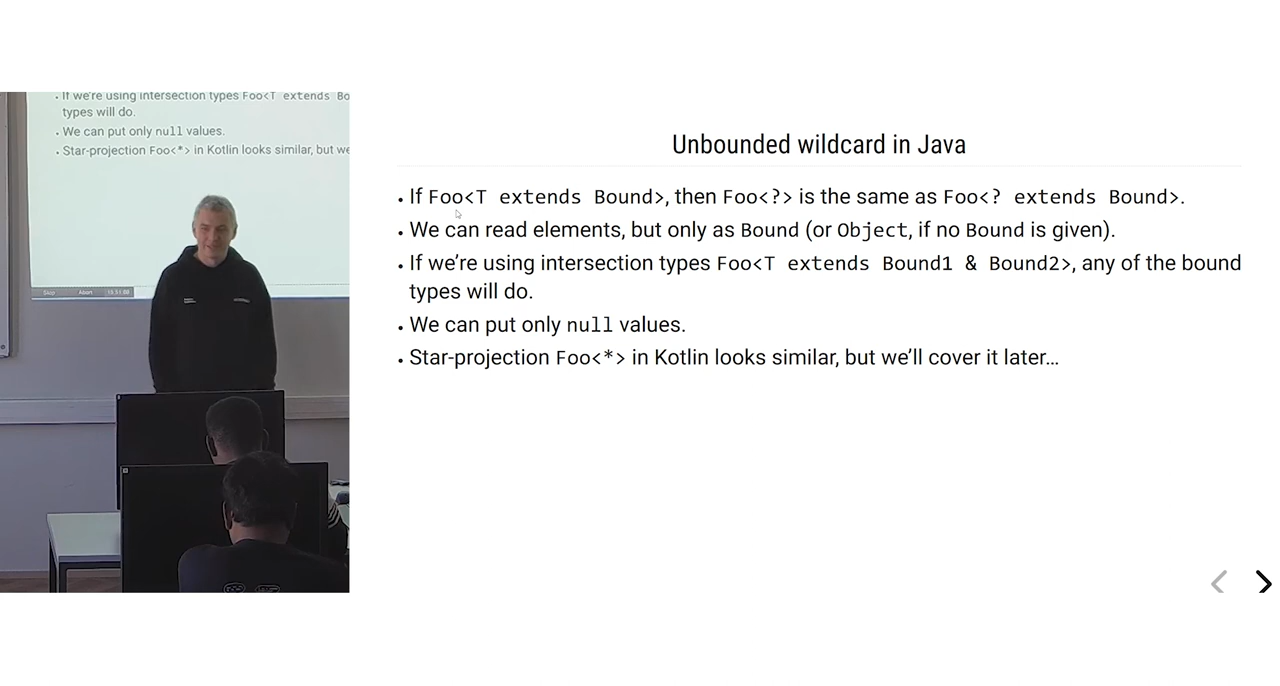 If we're using intersection types Foo<T extends Bo
types will do.
• We can put only null values.
• Star-projection Foo<*> in Kotlin looks similar, but we
Skip Abort
Unbounded wildcard in Java
• If Foo<T extends Bound>, then Foo<?> is the same as Foo<? extends Bound>.
• We can read elements, but only as Bound (or Object, if no Bound is given).
• If we’re using intersection types Foo<T extends Bound1 & Bound2>, any of the bound
types will do.
• We can put only null values.
• Star-projection Foo<*> in Kotlin looks similar, but we’ll cover it later…